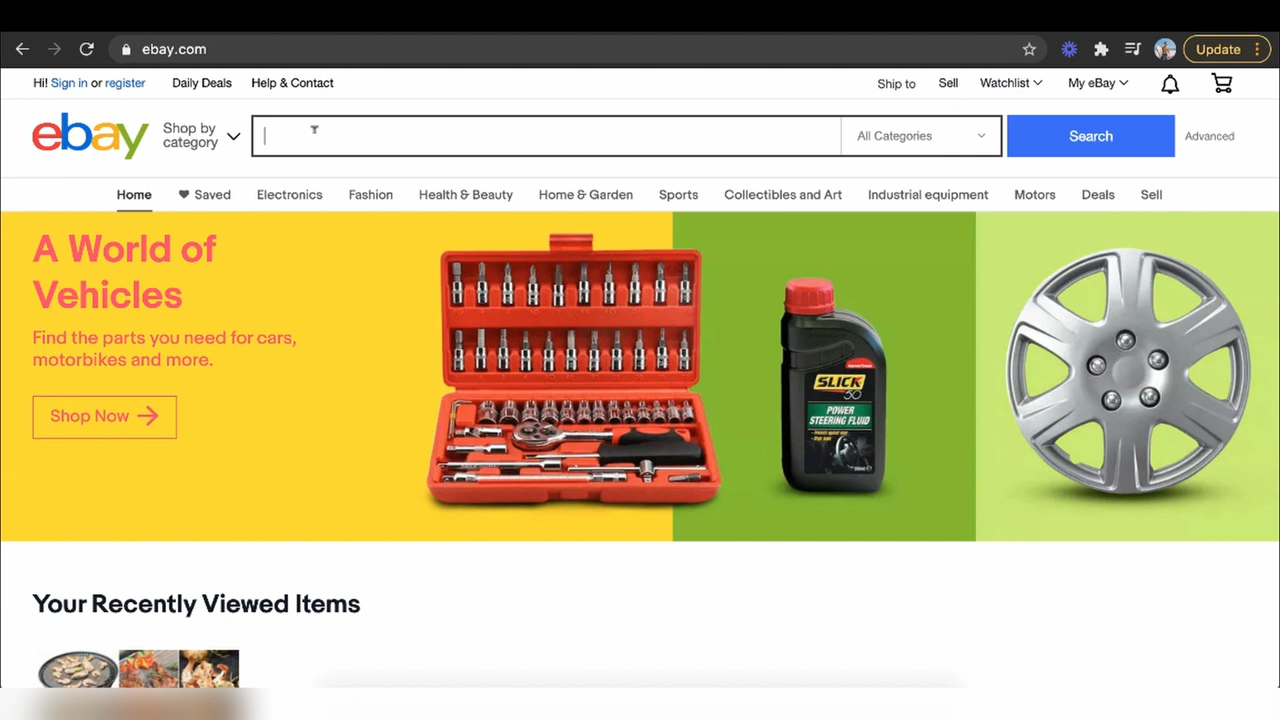 ebay.com
Update
Hi! Sign in or register
Daily Deals
Help & Contact
Ship to
Sell
Watchlist
My eBay
ebay
Shop by
category
All Categories
Search
Advanced
Home
Saved
Electronics
Fashion
Health & Beauty
Home & Garden
Sports
Collectibles and Art
Industrial equipment
Motors
Deals
Sell
A World of
Vehicles
Find the parts you need for cars,
motorbikes and more.
Shop Now
SLICK
50
POWER
STEERING FLUID
Your Recently Viewed Items